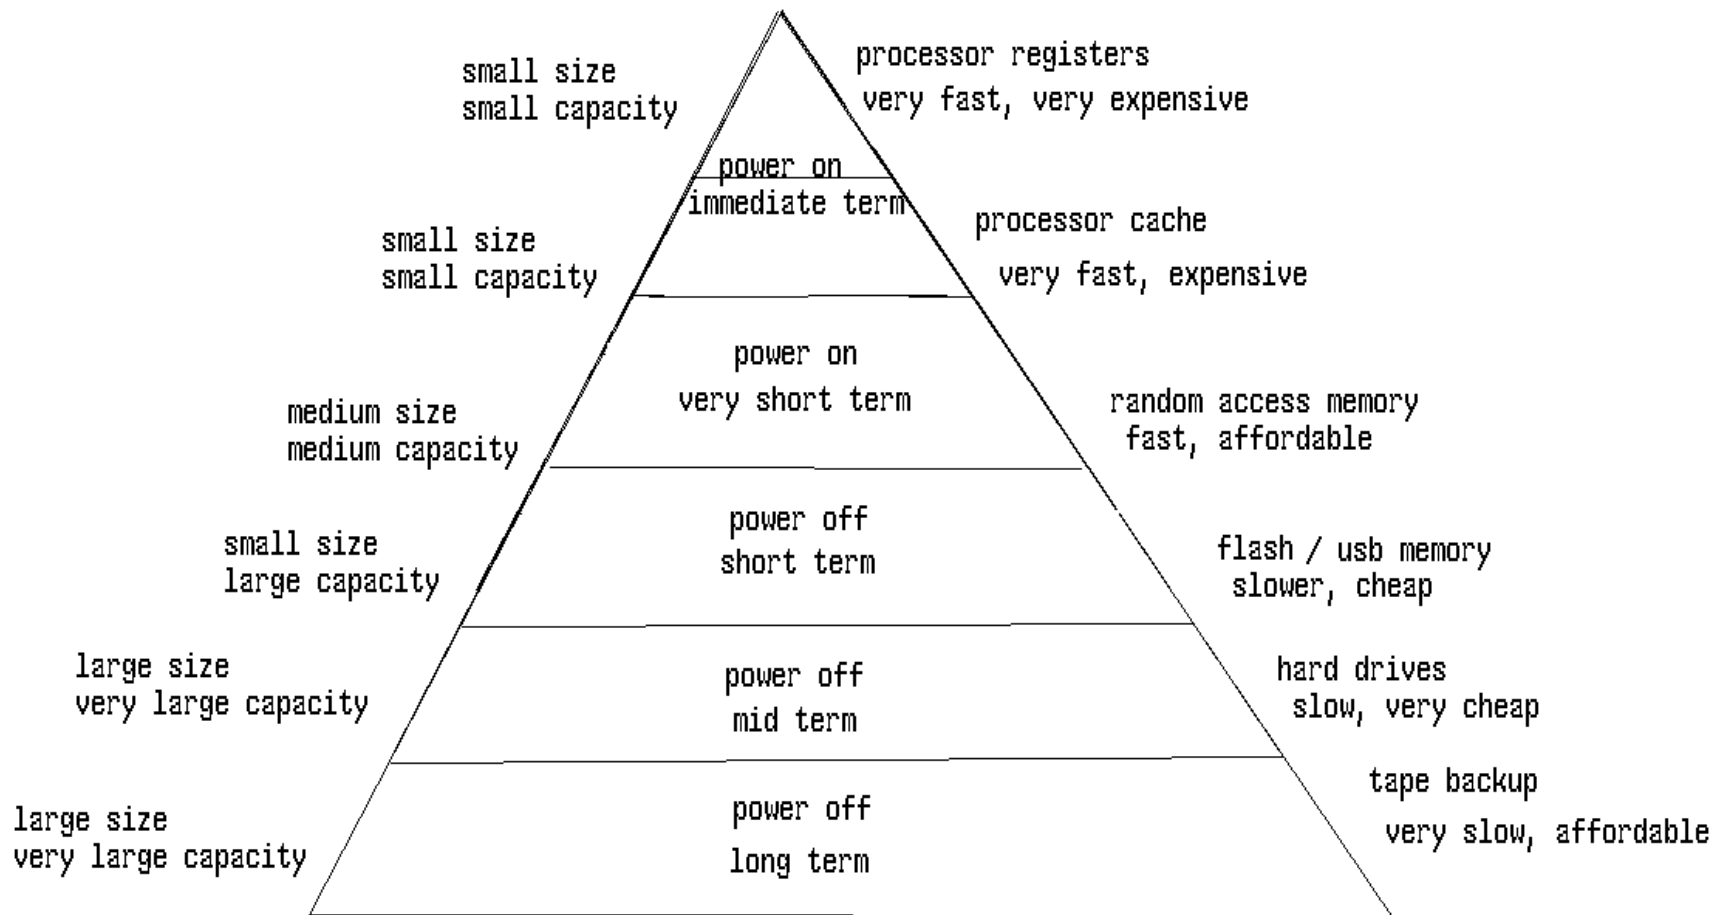 small size
small capacity
processor registers
very fast, very expensive
power on
immediate term
small size
small capacity
processor cache
very fast, expensive
power on
very short term
medium size
medium capacity
random access memory
fast, affordable
power off
short term
small size
large capacity
flash / usb memory
slower, cheap
power off
mid term
large size
very large capacity
hard drives
slow, very cheap
power off
long term
large size
very large capacity
tape backup
very slow, affordable